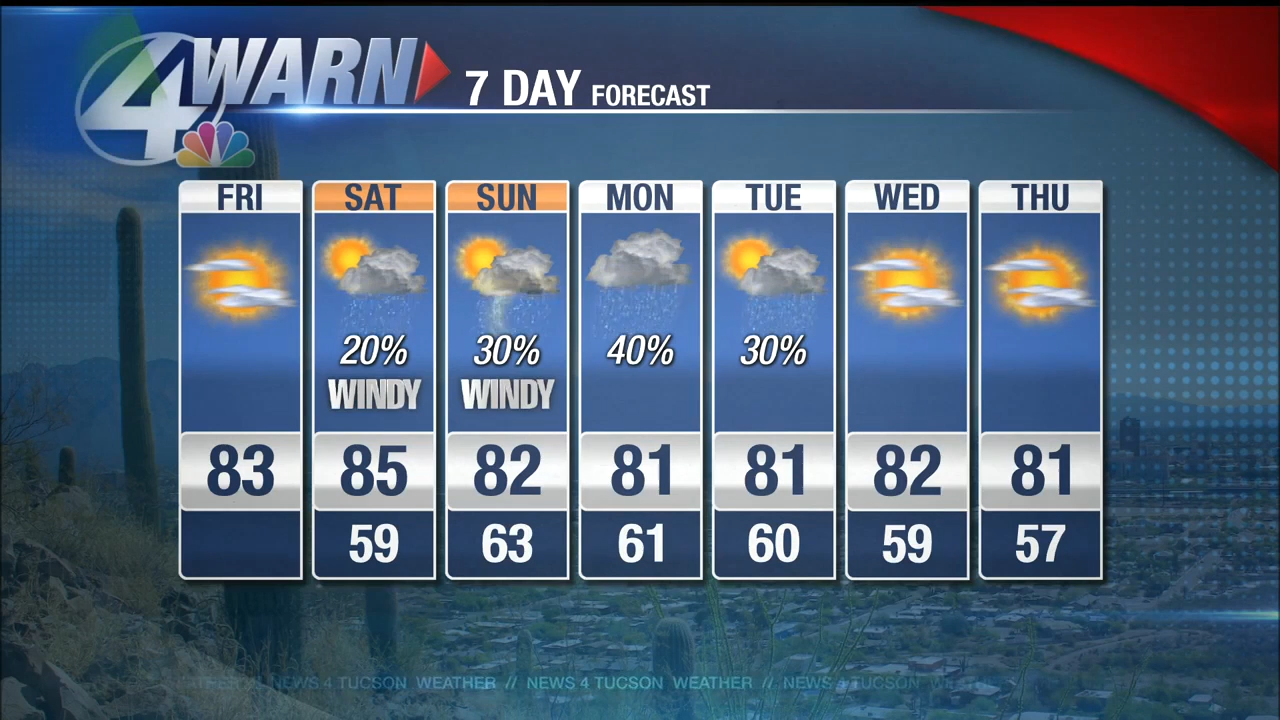 4WARN
7 DAY FORECAST
FRI SAT SUN MON TUE WED THU
20% 30% 40% 30%
WINDY WINDY
83 85 82 81 81 82 81
59 63 61 60 59 57
NEWS 4 TUCSON WEATHER // NEWS 4 TUCSON WEATHER // NEWS 4 TUCSON